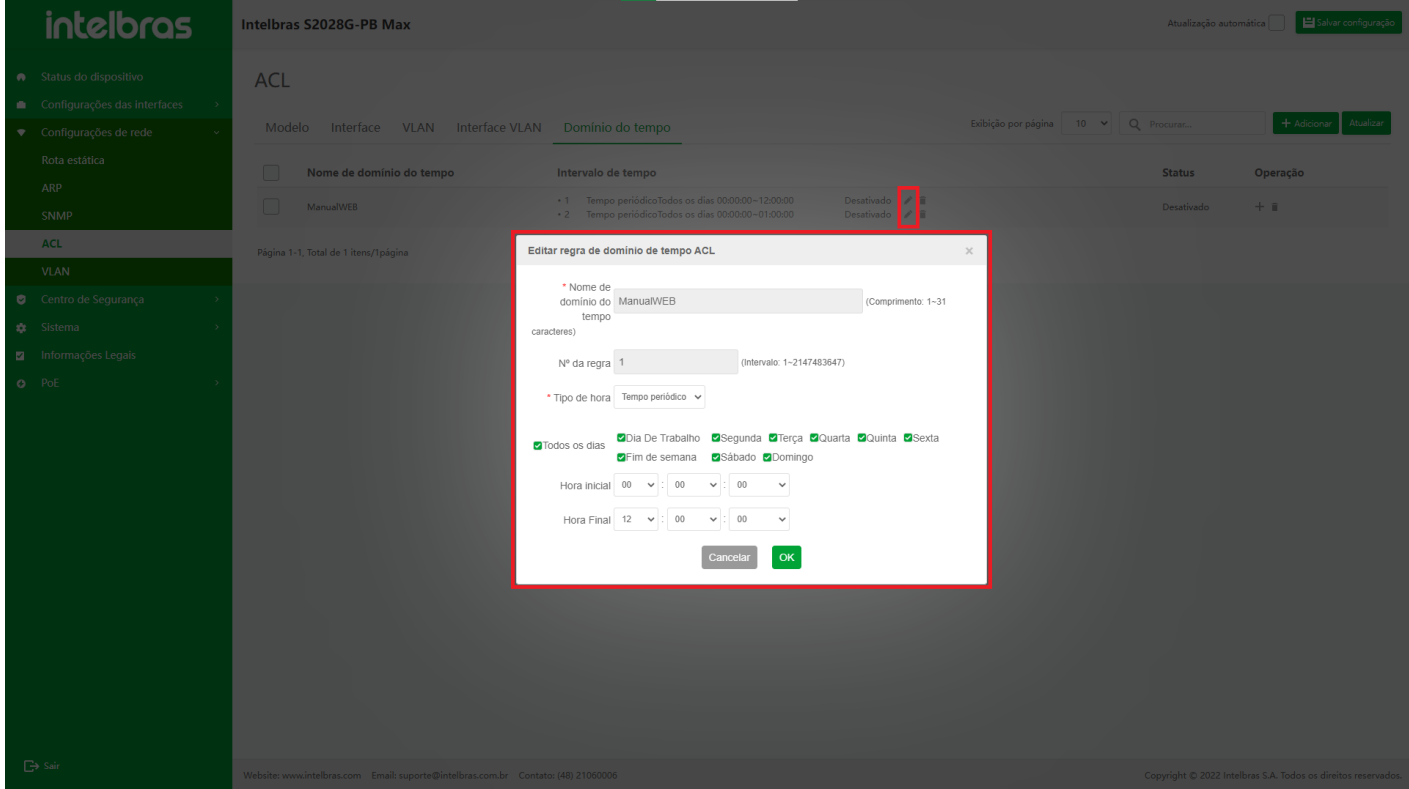 intelbras
Intelbras S2028G-PB Max
Atualização automática
Salvar configuração
Status do dispositivo
Configurações das interfaces
Configurações de rede
Rota estática
ARP
SNMP
ACL
VLAN
Centro de Segurança
Sistema
Informações Legais
PoE
Sair
ACL
Modelo Interface VLAN Interface VLAN Domínio do tempo
Exibição por página 10 Procurar... + Adicionar Atualizar
Nome de domínio do tempo Intervalo de tempo Status Operação
ManualWEB
• 1 Tempo periódicoTodos os dias 00:00:00~12:00:00 Desativado
• 2 Tempo periódicoTodos os dias 00:00:00~01:00:00 Desativado
Desativado
Página 1-1, Total de 1 itens/1página
Editar regra de domínio de tempo ACL ×
* Nome de
domínio do
tempo
ManualWEB (Comprimento: 1~31
caracteres)
Nº da regra 1 (Intervalo: 1~2147483647)
* Tipo de hora Tempo periódico
Todos os dias
Dia De Trabalho Segunda Terça Quarta Quinta Sexta
Fim de semana Sábado Domingo
Hora inicial 00 : 00 : 00
Hora Final 12 : 00 : 00
Cancelar OK
Website: www.intelbras.com Email: suporte@intelbras.com.br Contato: (48) 21060006
Copyright © 2022 Intelbras S.A. Todos os direitos reservados.